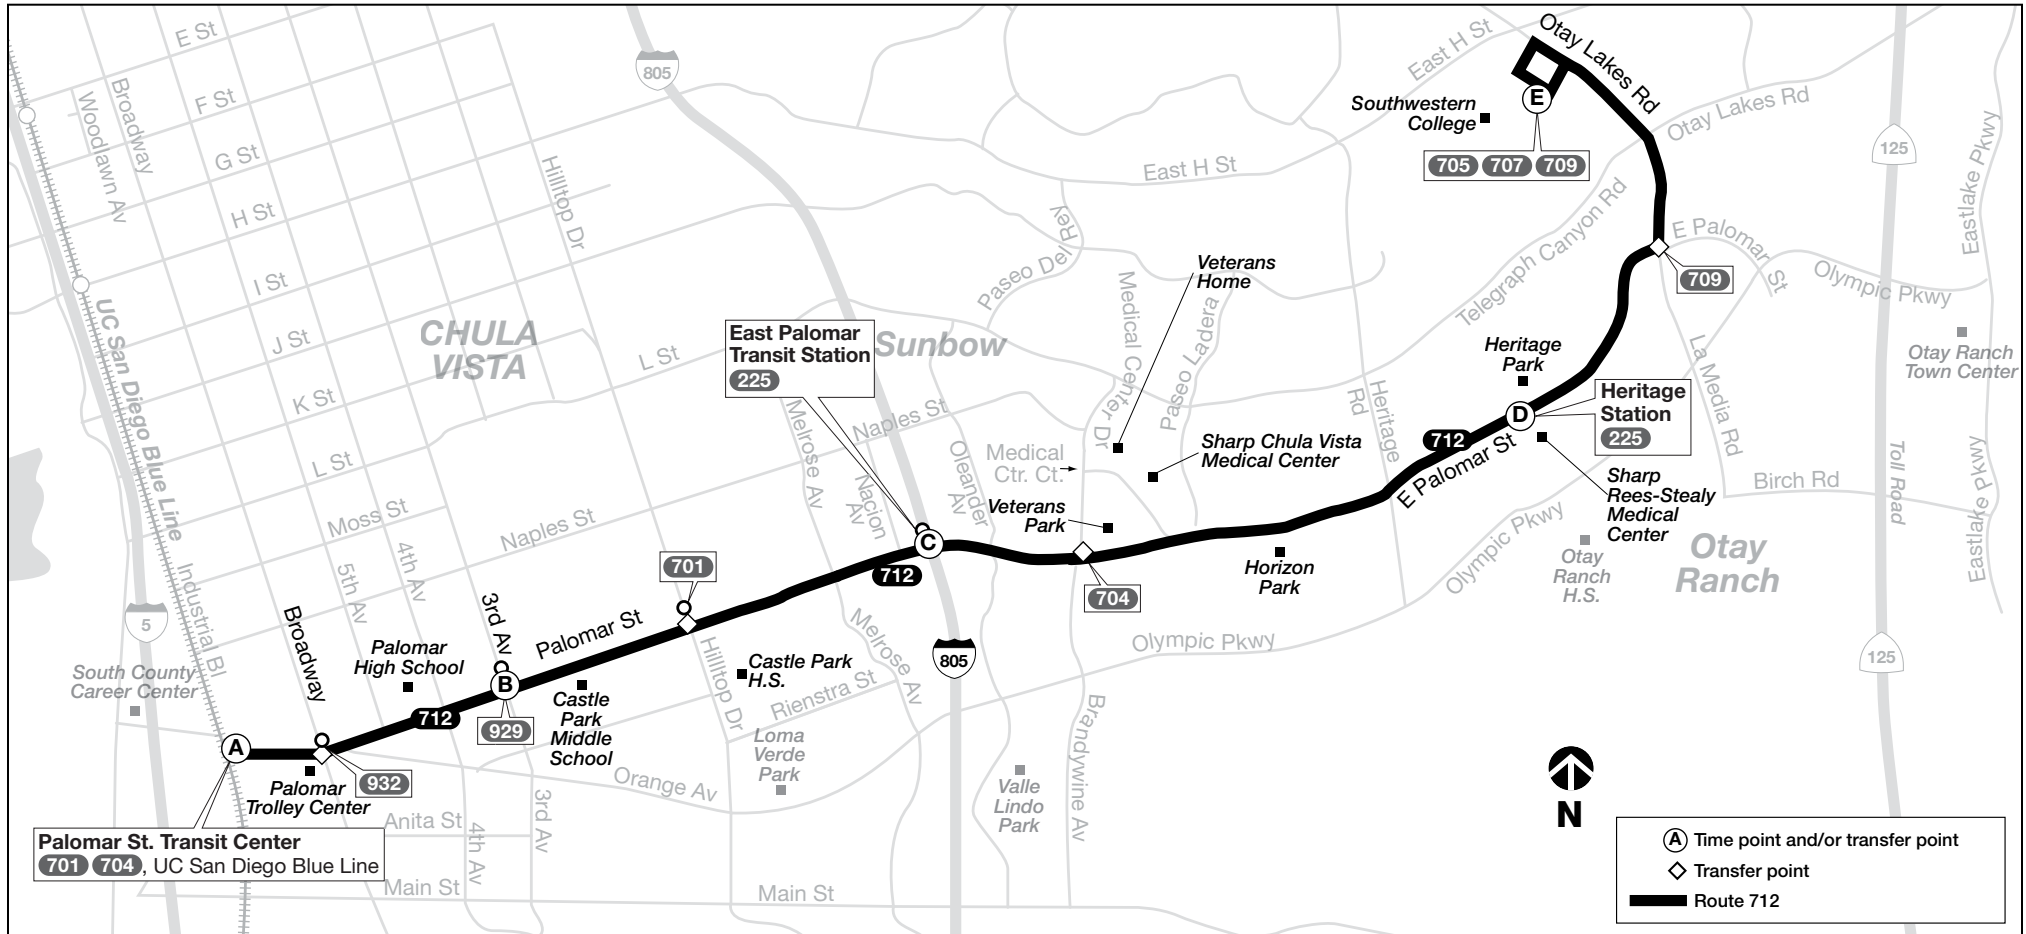 E St
F St
G St
H St
I St
J St
K St
L St
Moss St
Naples St
Woodlawn Av
Broadway
UC San Diego Blue Line
Industrial Bl
Hilltop Dr
CHULA
VISTA
L St
805
East H St
East H St
Paseo Del
Rey
Medical Center Dr
Paseo Ladera
Veterans
Home
East Palomar
Transit Station
225
Sunbow
Melrose Av
Naples St
Nacion
Av
Oleander
Av
Medical
Ctr. Ct.
Sharp Chula Vista
Medical Center
Veterans
Park
Otay Lakes Rd
E
Southwestern
College
705 707 709
Otay Lakes Rd
Telegraph Canyon Rd
125
Eastlake Pkwy
E Palomar St
709
Olympic Pkwy
Otay Ranch
Town Center
Heritage
Park
La Media Rd
D
Heritage
Station
225
Heritage
Rd
712
E Palomar St
Sharp
Rees-Stealy
Medical
Center
Birch Rd
Toll Road
Eastlake Pkwy
Olympic Pkwy
Otay
Ranch
H.S.
Otay
Ranch
C
712
701
704
Horizon
Park
Olympic Pkwy
805
5th Av
4th Av
3rd Av
Broadway
5
South County
Career Center
Palomar
High School
B
Palomar St
712
929
Castle
Park
Middle
School
Castle Park
H.S.
Hilltop Dr
Rienstra St
Melrose Av
Loma
Verde
Park
Orange Av
Valle
Lindo
Park
Brandywine Av
125
A
932
Palomar
Trolley Center
Palomar St. Transit Center
701 704, UC San Diego Blue Line
Anita St
4th Av
3rd Av
Main St
Main St
N
A Time point and/or transfer point
Transfer point
Route 712